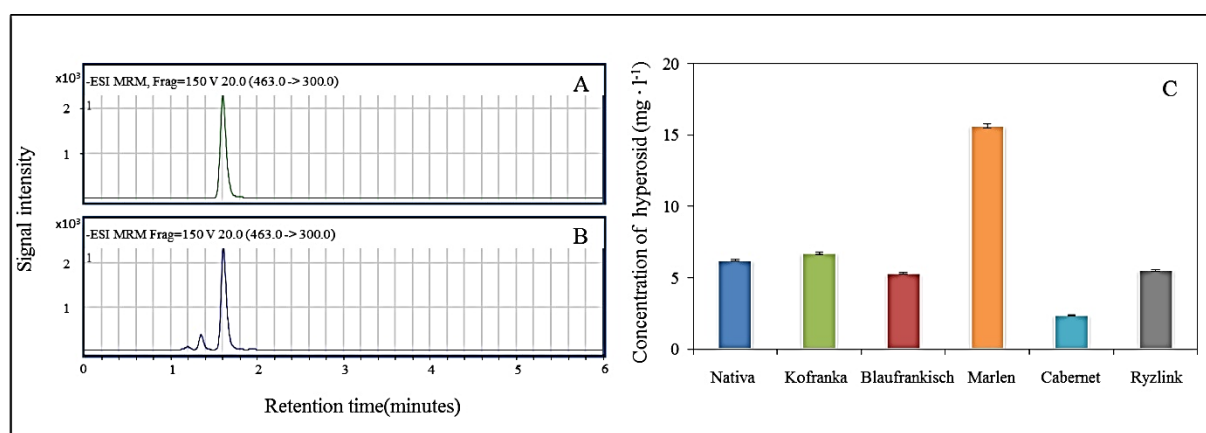 x10³
-ESI MRM, Frag=150 V 20.0 (463.0 -> 300.0)
A
1
2
1
x10³
-ESI MRM Frag=150 V 20.0 (463.0 -> 300.0)
B
1
2
1
0 1 2 3 4 5 6
Signal intensity
Retention time(minutes)
C
Concentration of hyperosid (mg · l⁻¹)
20
15
10
5
0
Nativa Kofranka Blaufrankisch Marlen Cabernet Ryzlink